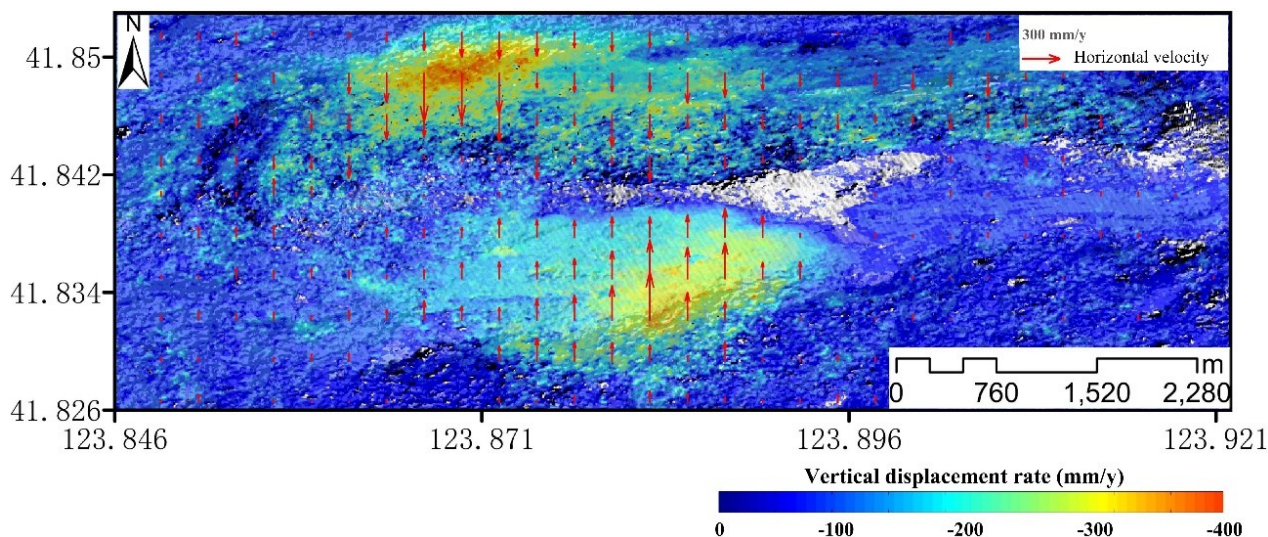 N
300 mm/y
Horizontal velocity
41.85
41.842
41.834
41.826
m
0 760 1,520 2,280
123.846 123.871 123.896 123.921
Vertical displacement rate (mm/y)
0 -100 -200 -300 -400